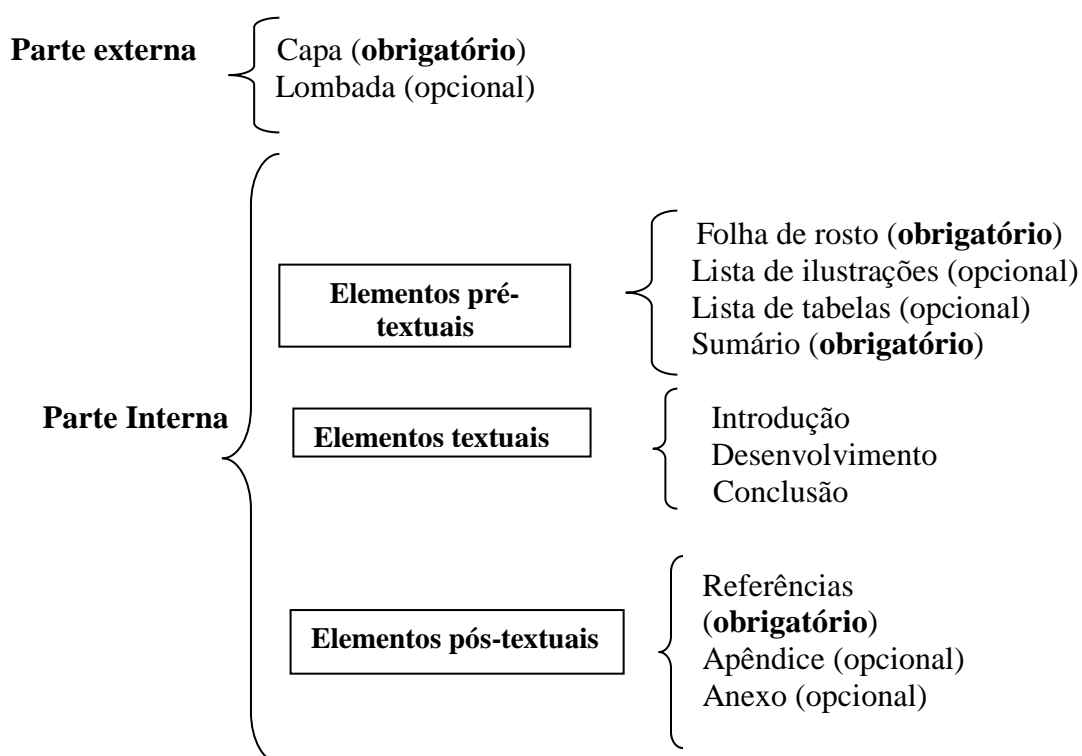 Parte externa
Capa (obrigatório)
Lombada (opcional)
Parte Interna
Elementos pré-
textuais
Folha de rosto (obrigatório)
Lista de ilustrações (opcional)
Lista de tabelas (opcional)
Sumário (obrigatório)
Elementos textuais
Introdução
Desenvolvimento
Conclusão
Elementos pós-textuais
Referências
(obrigatório)
Apêndice (opcional)
Anexo (opcional)